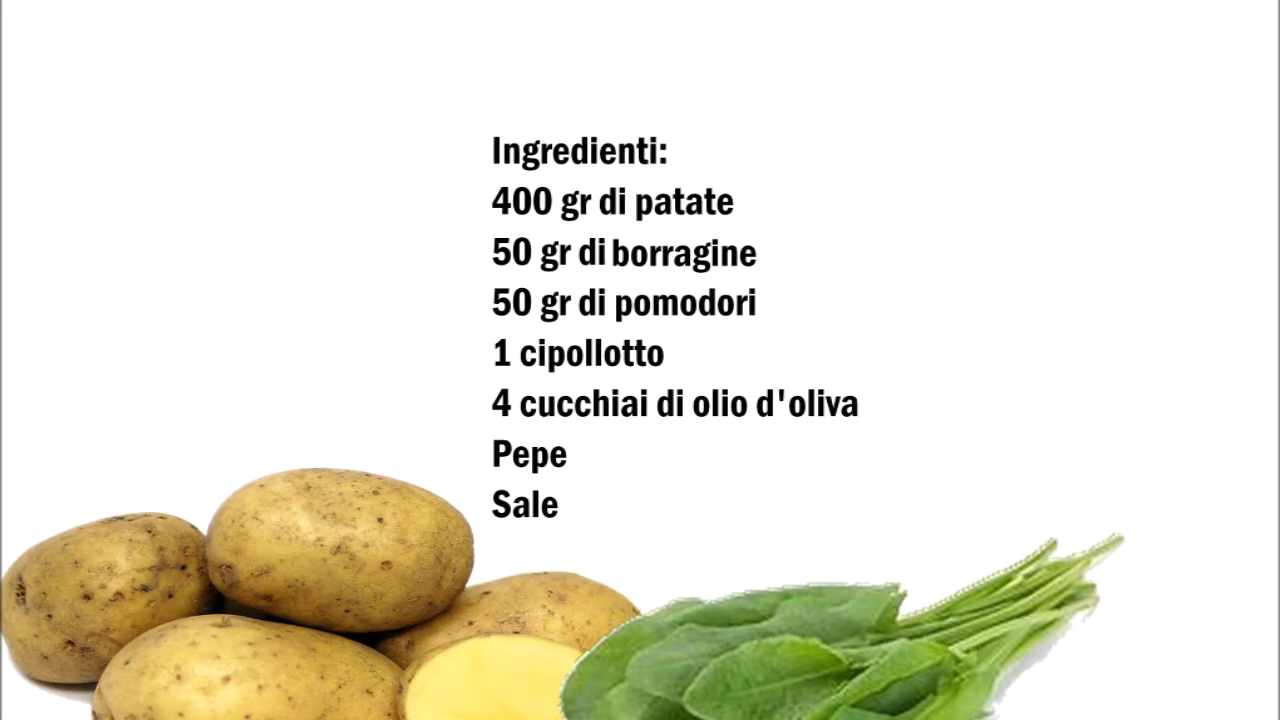 Ingredienti:
400 gr di patate
50 gr di borragine
50 gr di pomodori
1 cipollotto
4 cucchiai di olio d'oliva
Pepe
Sale